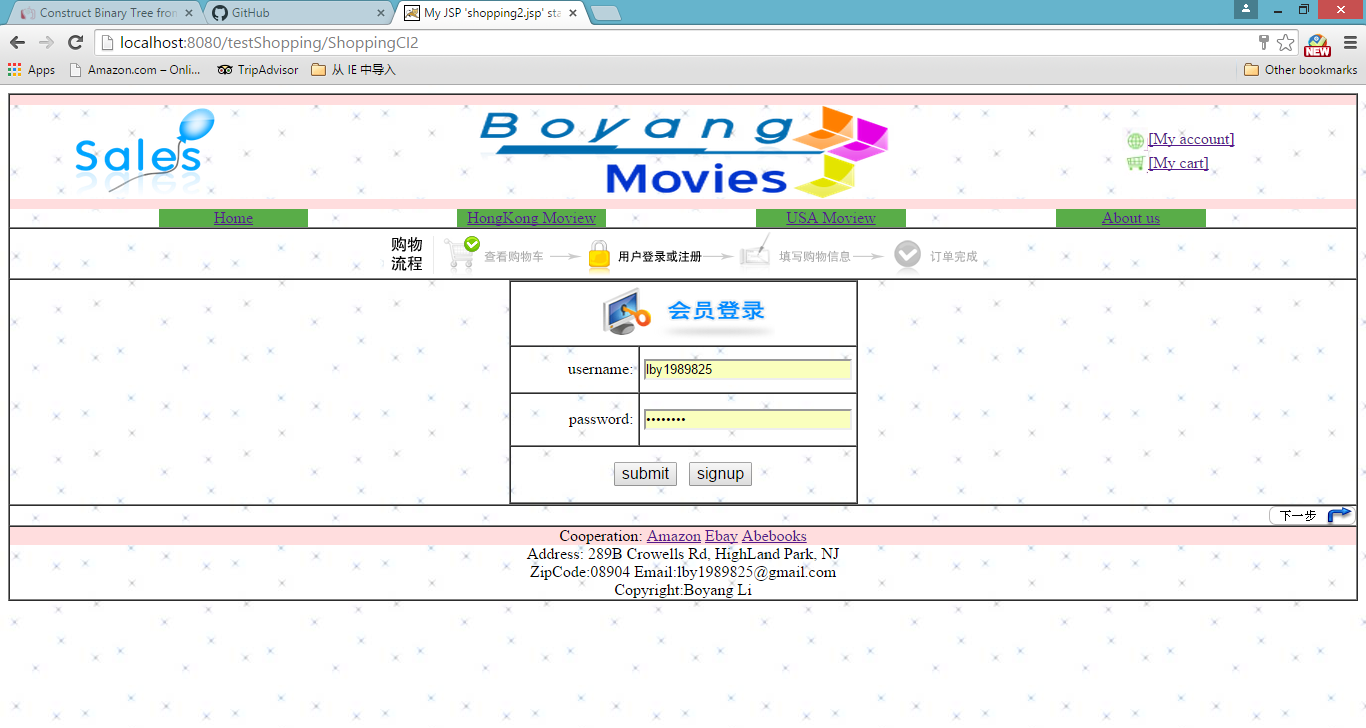 Construct Binary Tree fron
GitHub
My JSP 'shopping2.jsp' sta
localhost:8080/testShopping/ShoppingCl2
NEW
Apps
Amazon.com – Onli...
TripAdvisor
从 IE 中导入
Other bookmarks
Sales
Boyang
Movies
[My account]
[My cart]
Home
HongKong Moview
USA Moview
About us
购物
流程
查看购物车
用户登录或注册
填写购物信息
订单完成
会员登录
username:
lby1989825
password:
••••••••
submit
signup
下一步
Cooperation: Amazon Ebay Abebooks
Address: 289B Crowells Rd, HighLand Park, NJ
ZipCode:08904 Email:lby1989825@gmail.com
Copyright:Boyang Li